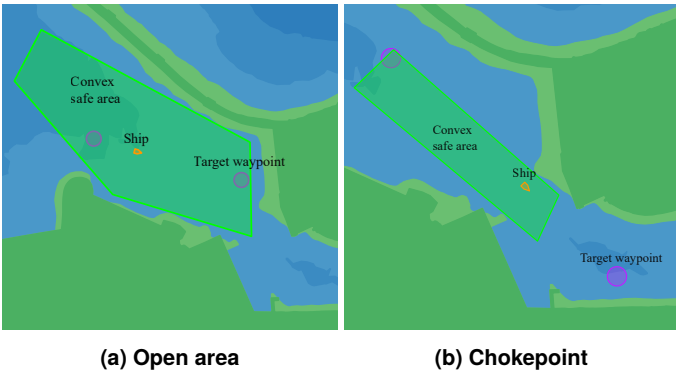 Convex
safe area
Ship
Target waypoint
(a) Open area
Convex
safe area
Ship
Target waypoint
(b) Chokepoint